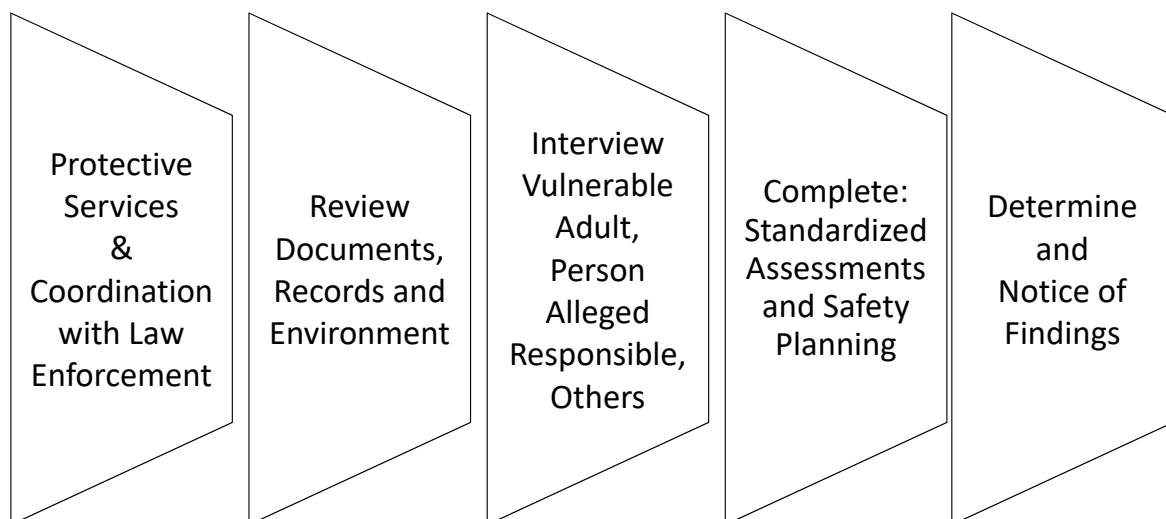 Protective
Services
&
Coordination
with Law
Enforcement
Review
Documents,
Records and
Environment
Interview
Vulnerable
Adult,
Person
Alleged
Responsible,
Others
Complete:
Standardized
Assessments
and Safety
Planning
Determine
and
Notice of
Findings